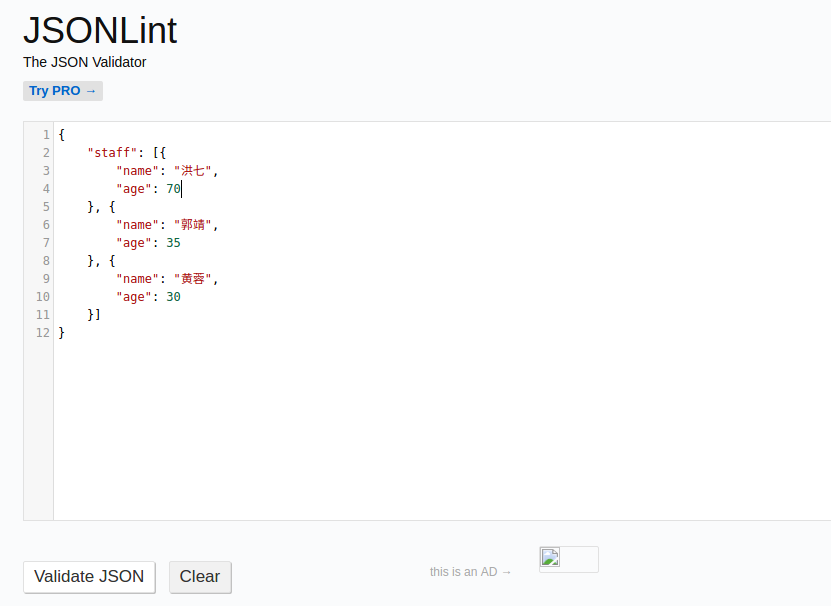 JSONLint
The JSON Validator
Try PRO →
1 {
2     "staff": [{
3         "name": "洪七",
4         "age": 70
5     }, {
6         "name": "郭靖",
7         "age": 35
8     }, {
9         "name": "黄蓉",
10         "age": 30
11     }]
12 }
this is an AD →
Validate JSON Clear